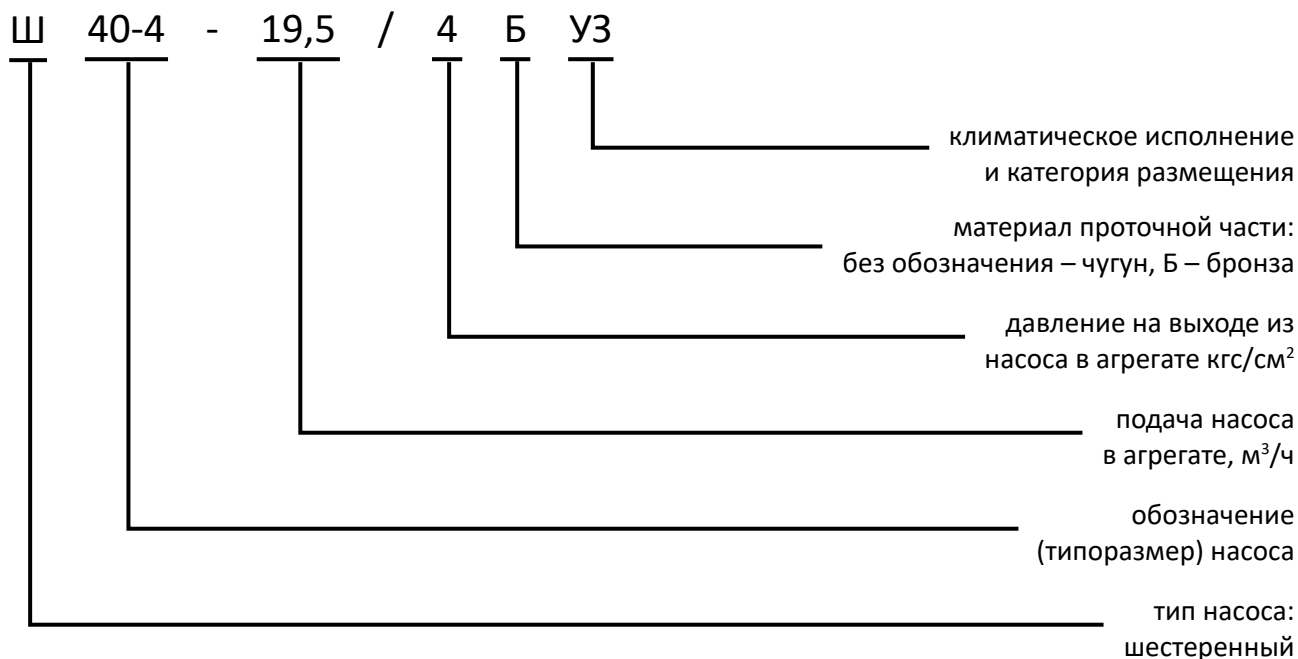 Ш 40-4 - 19,5 / 4 Б У3
климатическое исполнение
и категория размещения
материал проточной части:
без обозначения – чугун, Б – бронза
давление на выходе из
насоса в агрегате кгс/см²
подача насоса
в агрегате, м³/ч
обозначение
(типоразмер) насоса
тип насоса:
шестеренный